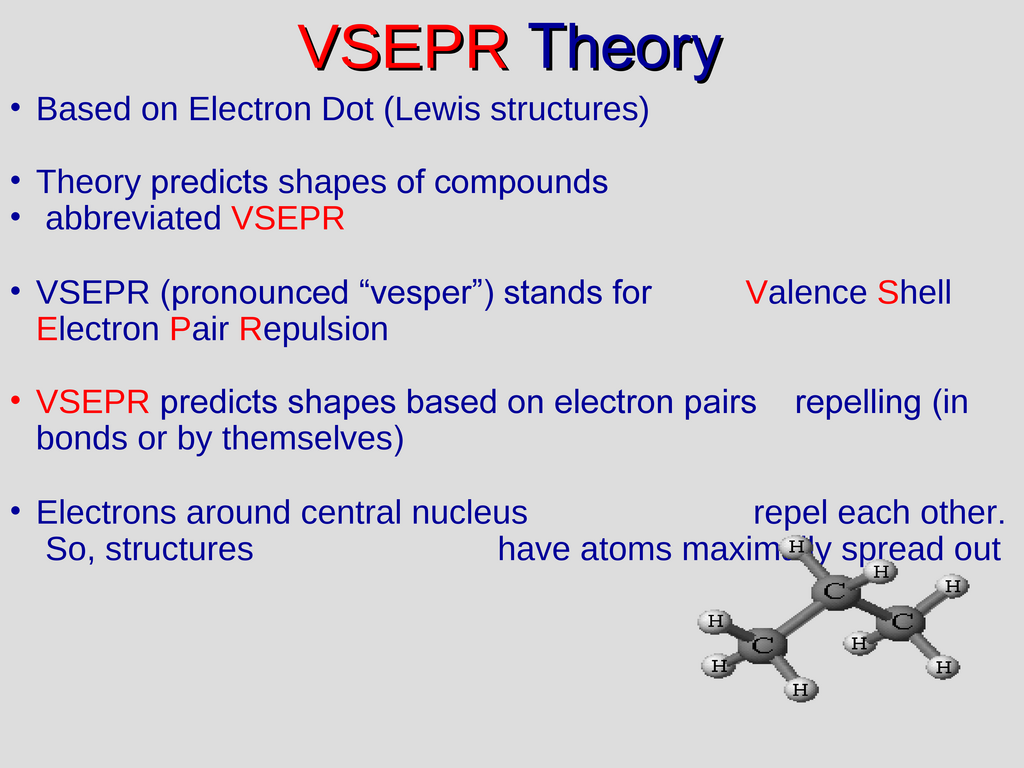 VSEPR Theory
• Based on Electron Dot (Lewis structures)
• Theory predicts shapes of compounds
• abbreviated VSEPR
• VSEPR (pronounced “vesper”) stands for Valence Shell
Electron Pair Repulsion
• VSEPR predicts shapes based on electron pairs repelling (in
bonds or by themselves)
• Electrons around central nucleus repel each other.
So, structures have atoms maximally spread out
H
H
C
H
H
C
C
H
H
H
H